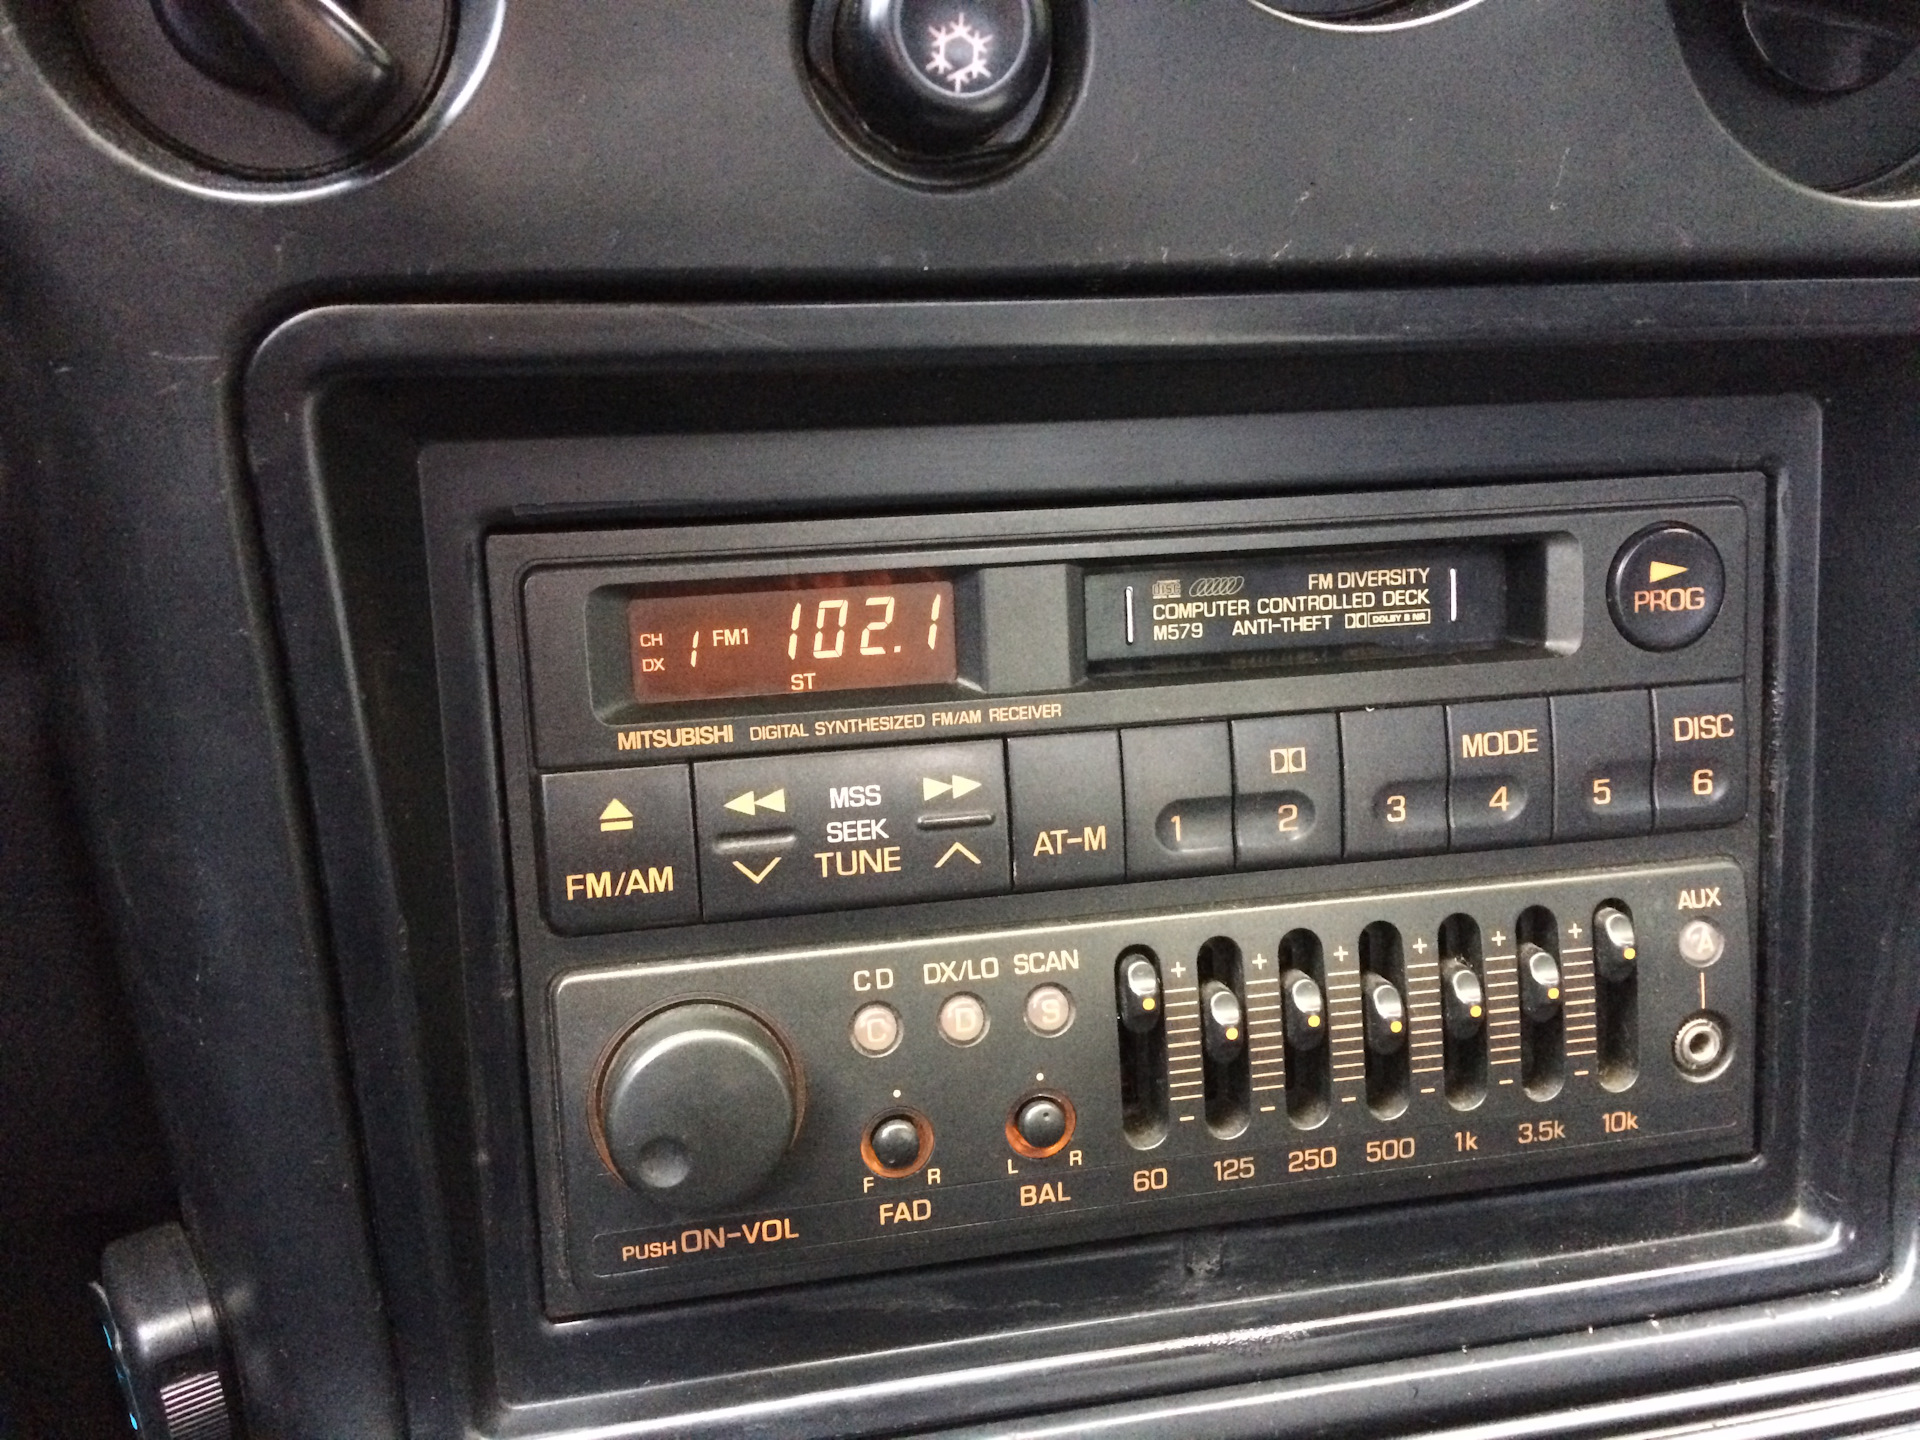 CH 1 FM1 102.1
DX
ST
FM DIVERSITY
COMPUTER CONTROLLED DECK
M579 ANTI-THEFT DOLBY B NR
PROG
MITSUBISHI DIGITAL SYNTHESIZED FM/AM RECEIVER
FM/AM
MSS
SEEK
TUNE
AT-M
1
2
3
MODE
4
5
DISC
6
CD DX/LO SCAN
C D S
AUX
A
+ + + + + +
- - - - - -
F R
FAD
L R
BAL
60 125 250 500 1k 3.5k 10k
PUSH ON-VOL